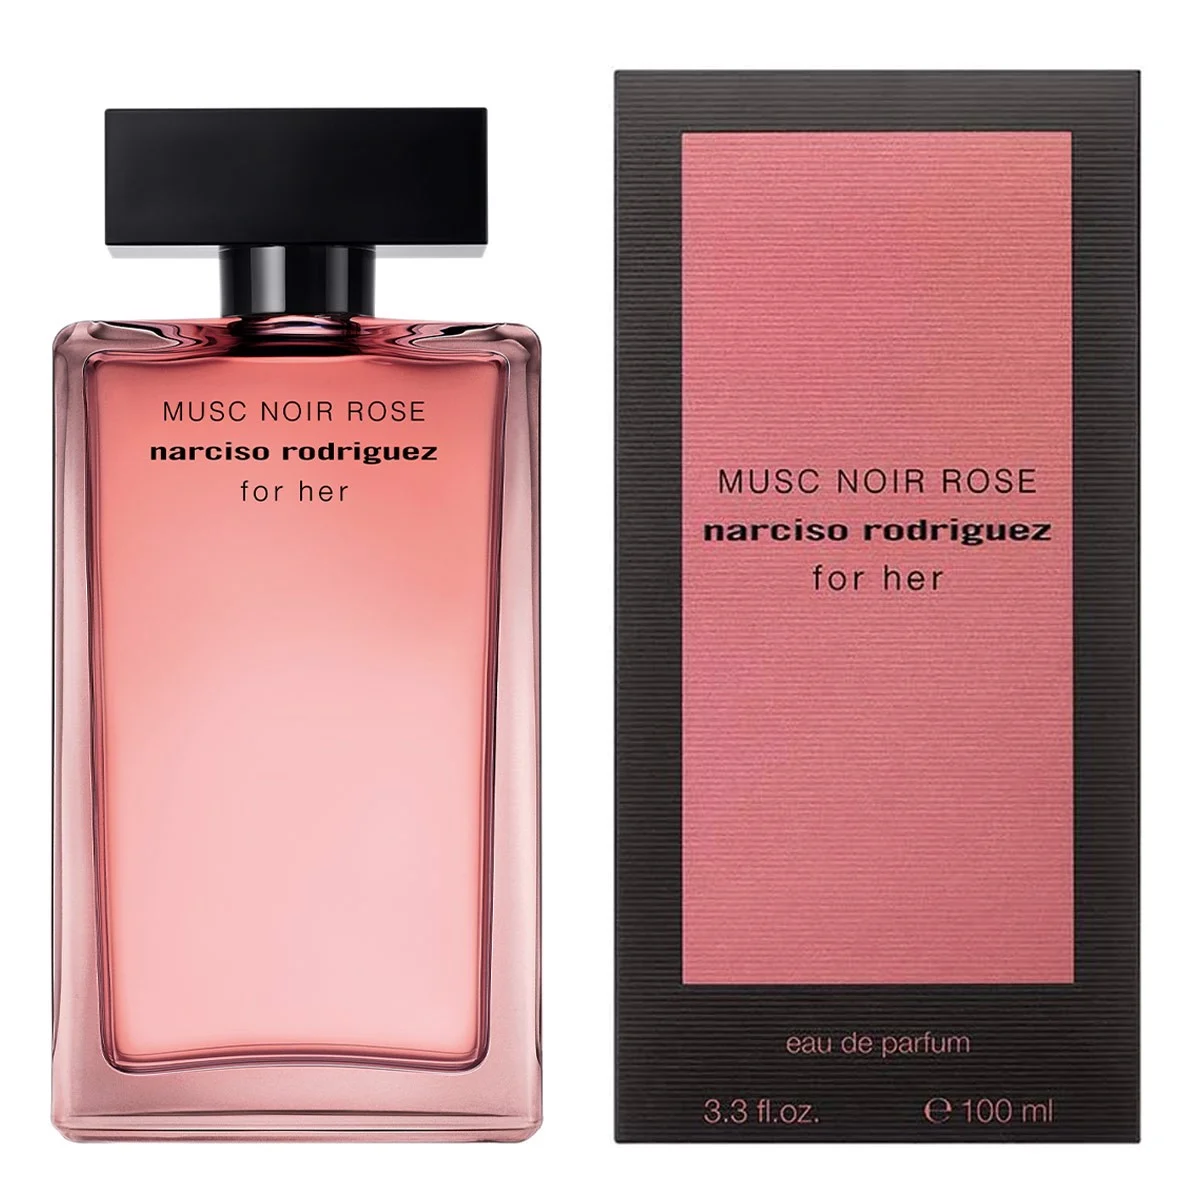 MUSC NOIR ROSE
narciso rodriguez
for her
MUSC NOIR ROSE
narciso rodriguez
for her
eau de parfum
3.3 fl.oz. ℮ 100 ml